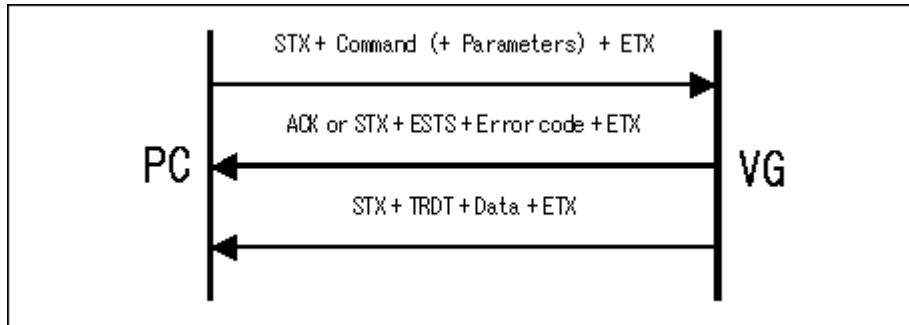 STX + Command (+ Parameters) + ETX
ACK or STX + ESTS + Error code + ETX
PC
VG
STX + TRDT + Data + ETX